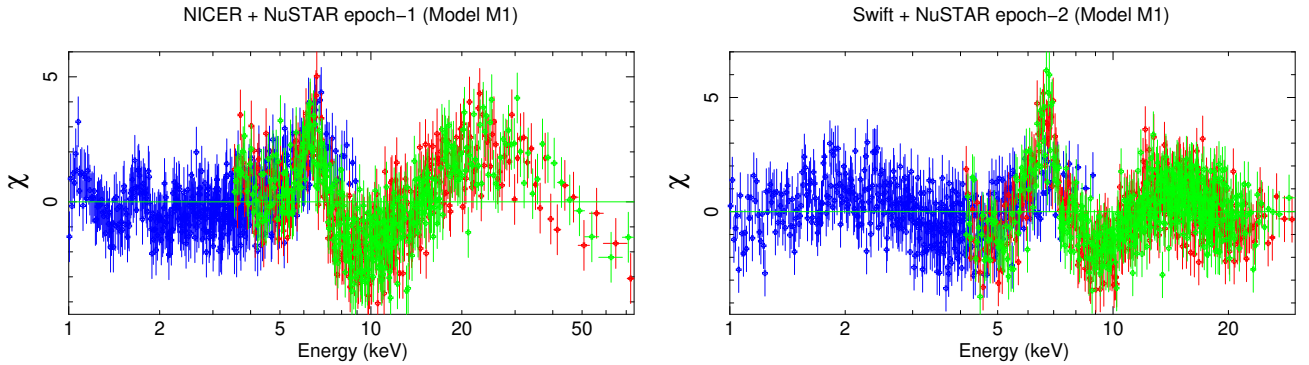 NICER + NuSTAR epoch-1 (Model M1)
χ
5
0
1
2
5
10
20
50
Energy (keV)
Swift + NuSTAR epoch-2 (Model M1)
χ
5
0
1
2
5
10
20
Energy (keV)